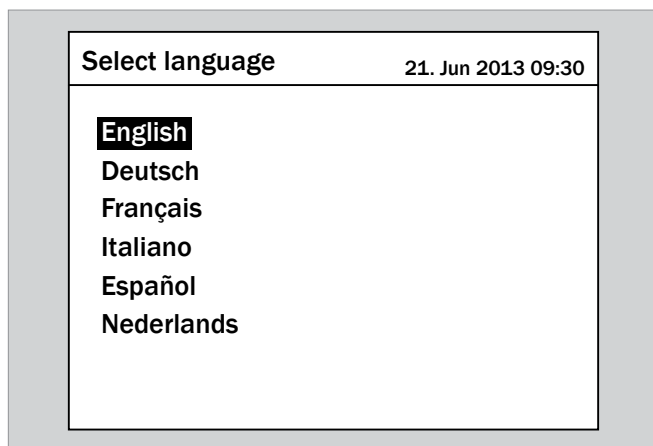 Select language
21. Jun 2013 09:30
English
Deutsch
Français
Italiano
Español
Nederlands